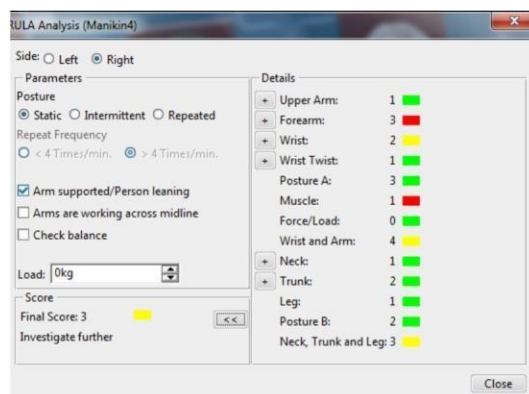 RULA Analysis (Manikin4)
Side: Left Right
Parameters
Posture
Static Intermittent Repeated
Repeat Frequency
< 4 Times/min. > 4 Times/min.
Arm supported/Person leaning
Arms are working across midline
Check balance
Load: 0kg
Score
Final Score: 3 <<
Investigate further
Details
+ Upper Arm: 1
+ Forearm: 3
+ Wrist: 2
+ Wrist Twist: 1
Posture A: 3
Muscle: 1
Force/Load: 0
Wrist and Arm: 4
+ Neck: 1
+ Trunk: 2
Leg: 1
Posture B: 2
Neck, Trunk and Leg: 3
Close